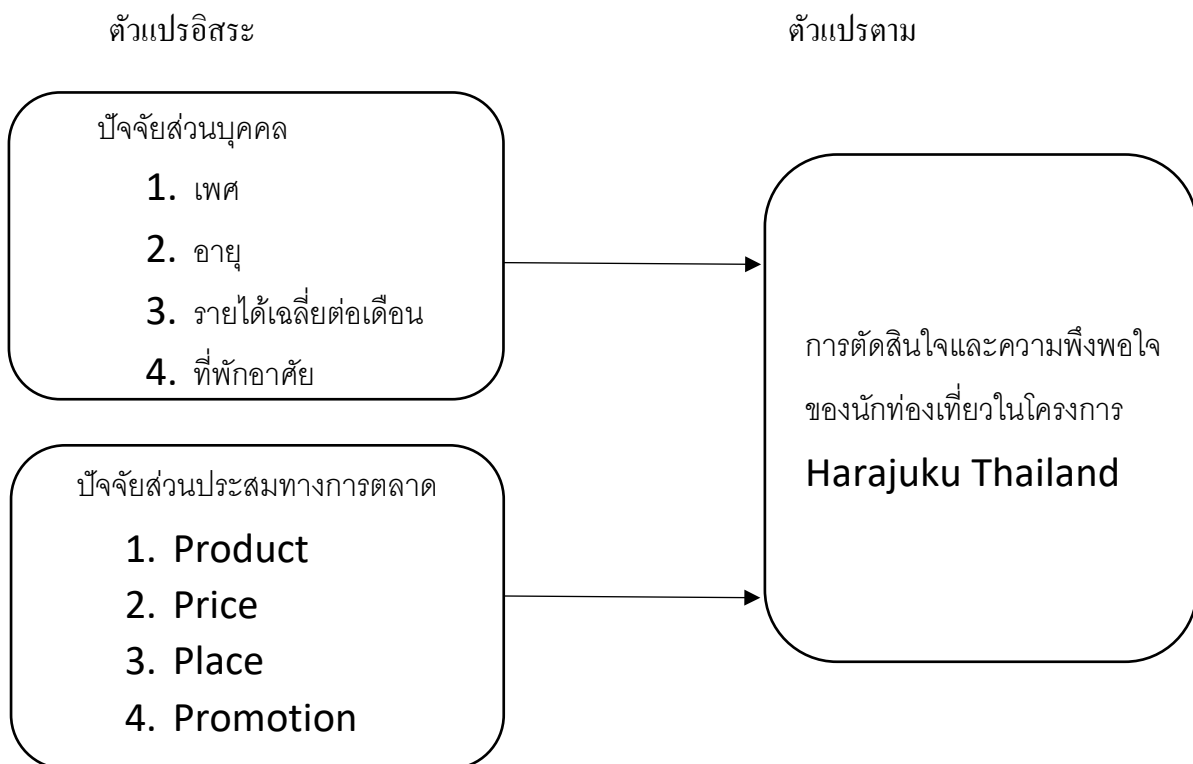 ตัวแปรอิสระ
ตัวแปรตาม
ปัจจัยส่วนบุคคล
1. เพศ
2. อายุ
3. รายได้เฉลี่ยต่อเดือน
4. ที่พักอาศัย
ปัจจัยส่วนประสมทางการตลาด
1. Product
2. Price
3. Place
4. Promotion
การตัดสินใจและความพึงพอใจ
ของนักท่องเที่ยวในโครงการ
Harajuku Thailand